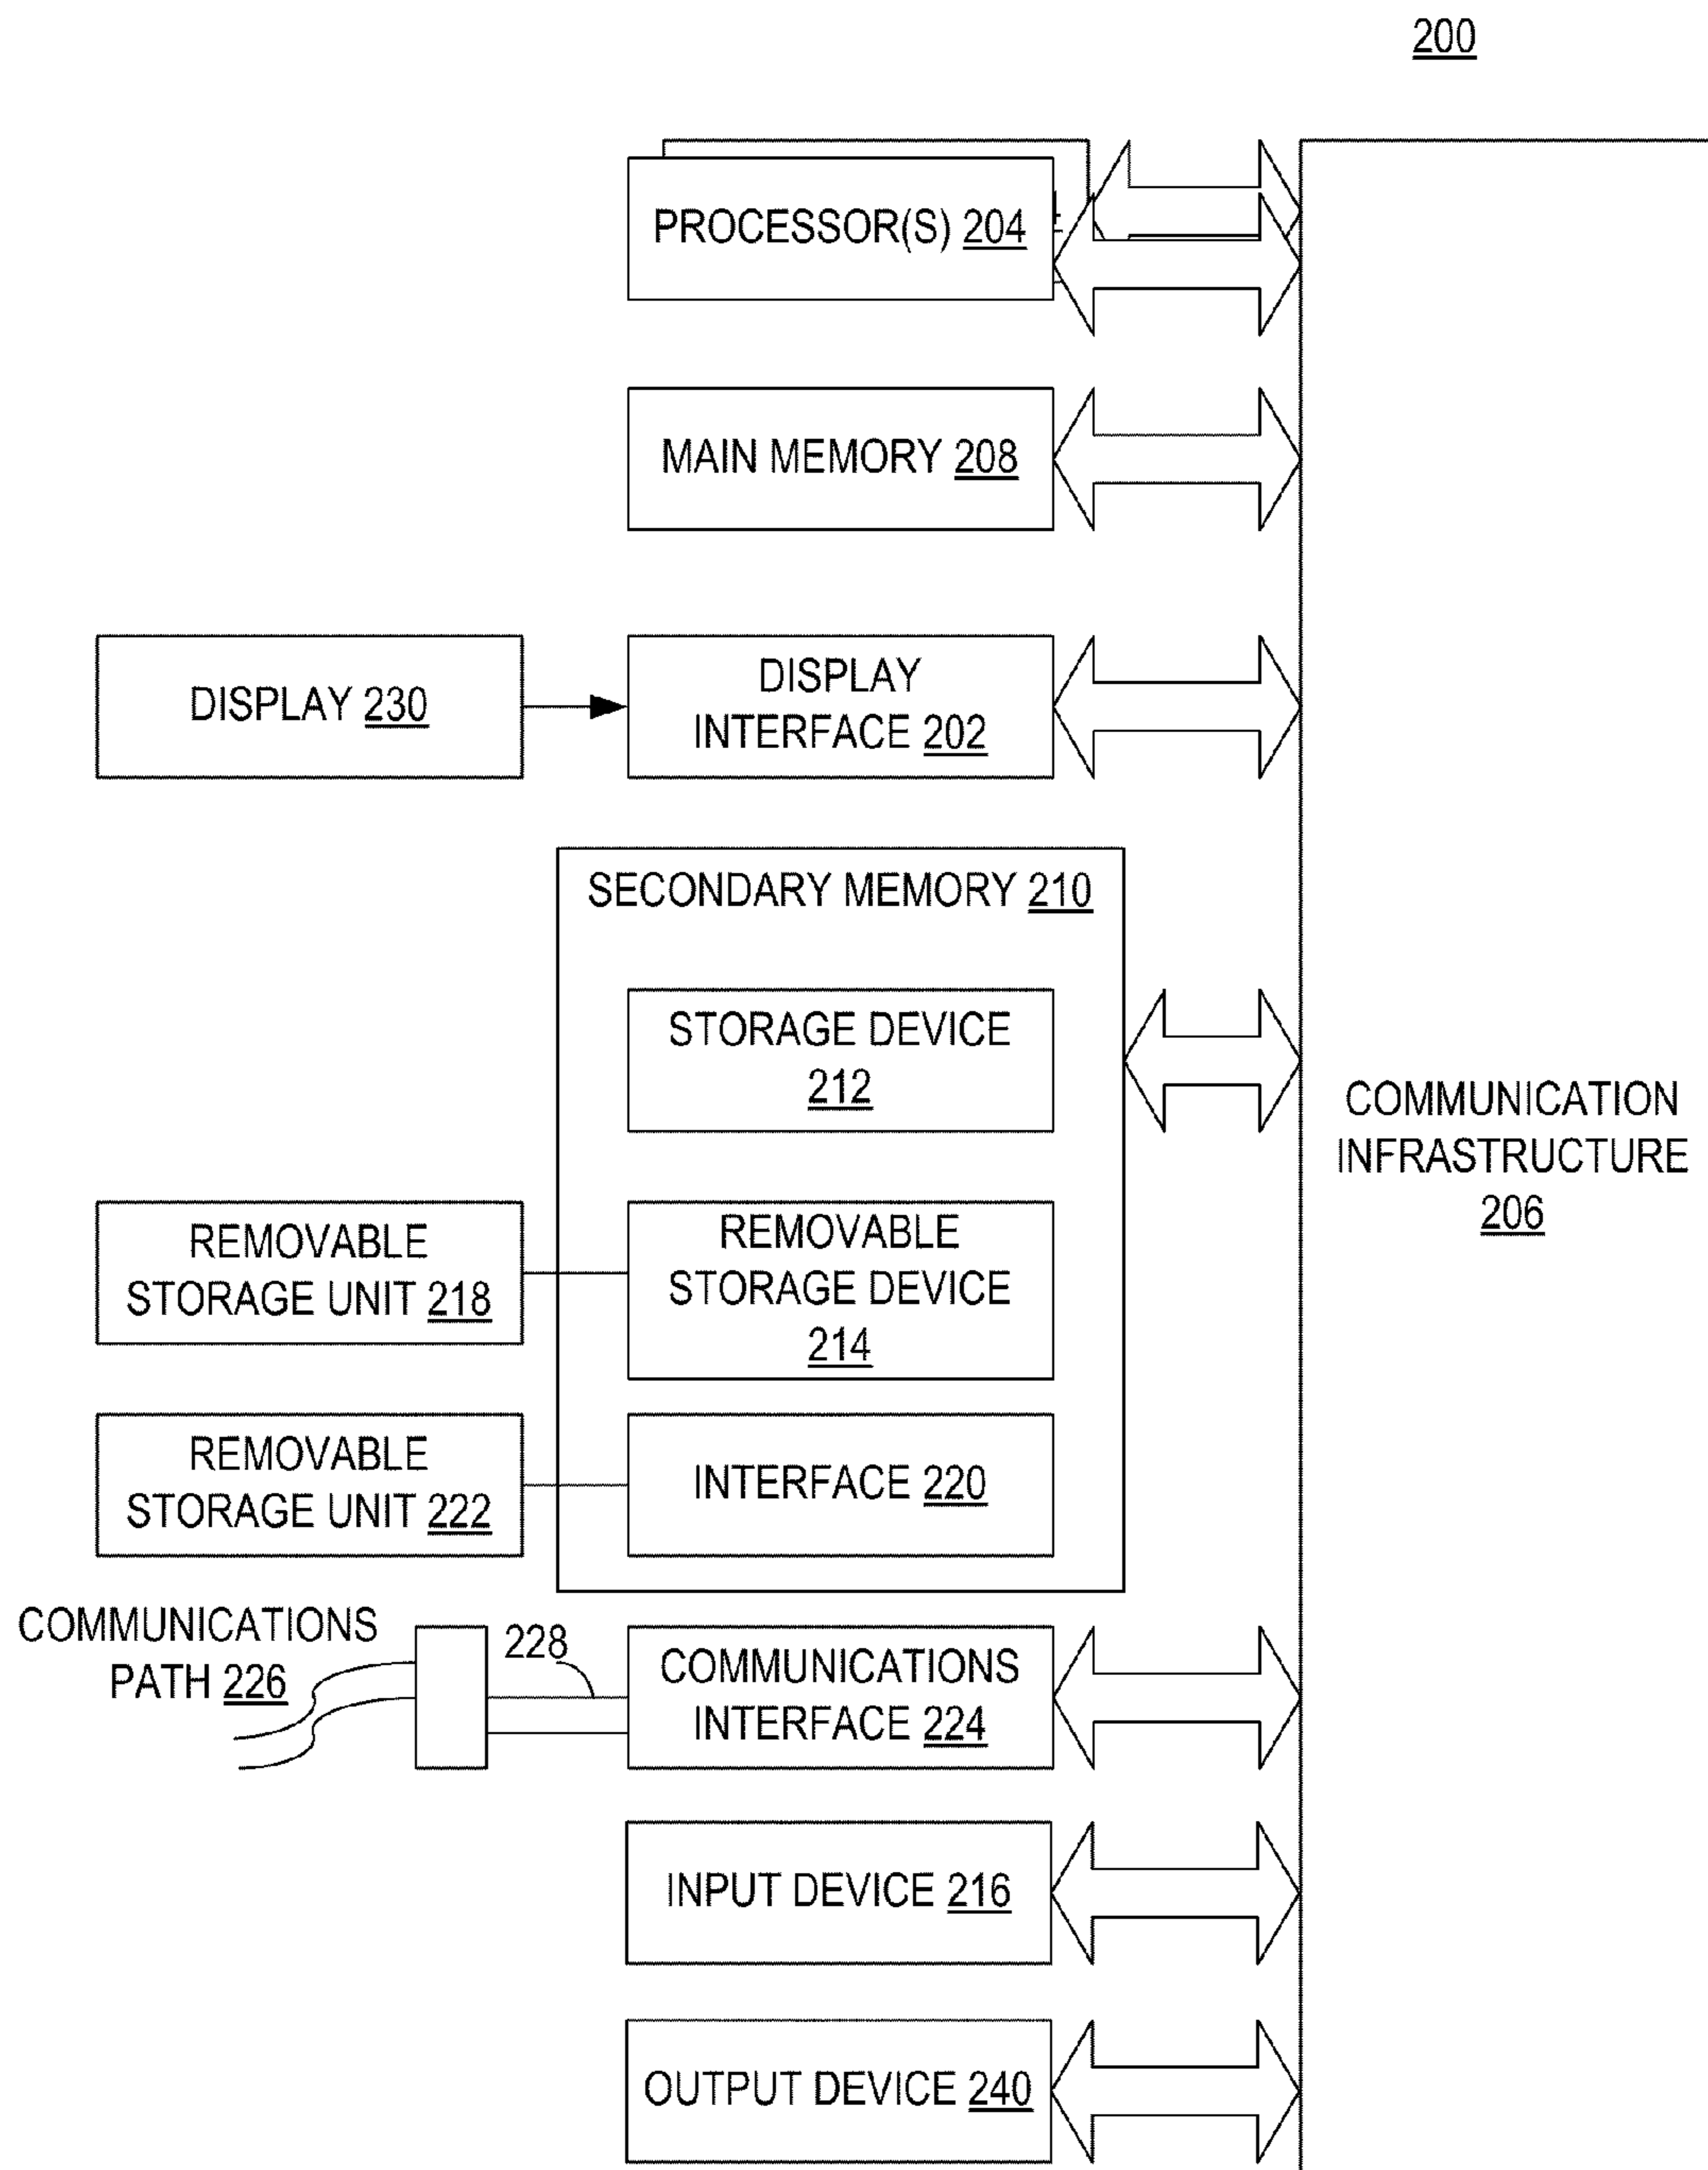 200
PROCESSOR(S) 204
MAIN MEMORY 208
DISPLAY 230
DISPLAY
INTERFACE 202
SECONDARY MEMORY 210
STORAGE DEVICE
212
COMMUNICATION
INFRASTRUCTURE
206
REMOVABLE
STORAGE UNIT 218
REMOVABLE
STORAGE DEVICE
214
REMOVABLE
STORAGE UNIT 222
INTERFACE 220
COMMUNICATIONS
PATH 226
228
COMMUNICATIONS
INTERFACE 224
INPUT DEVICE 216
OUTPUT DEVICE 240